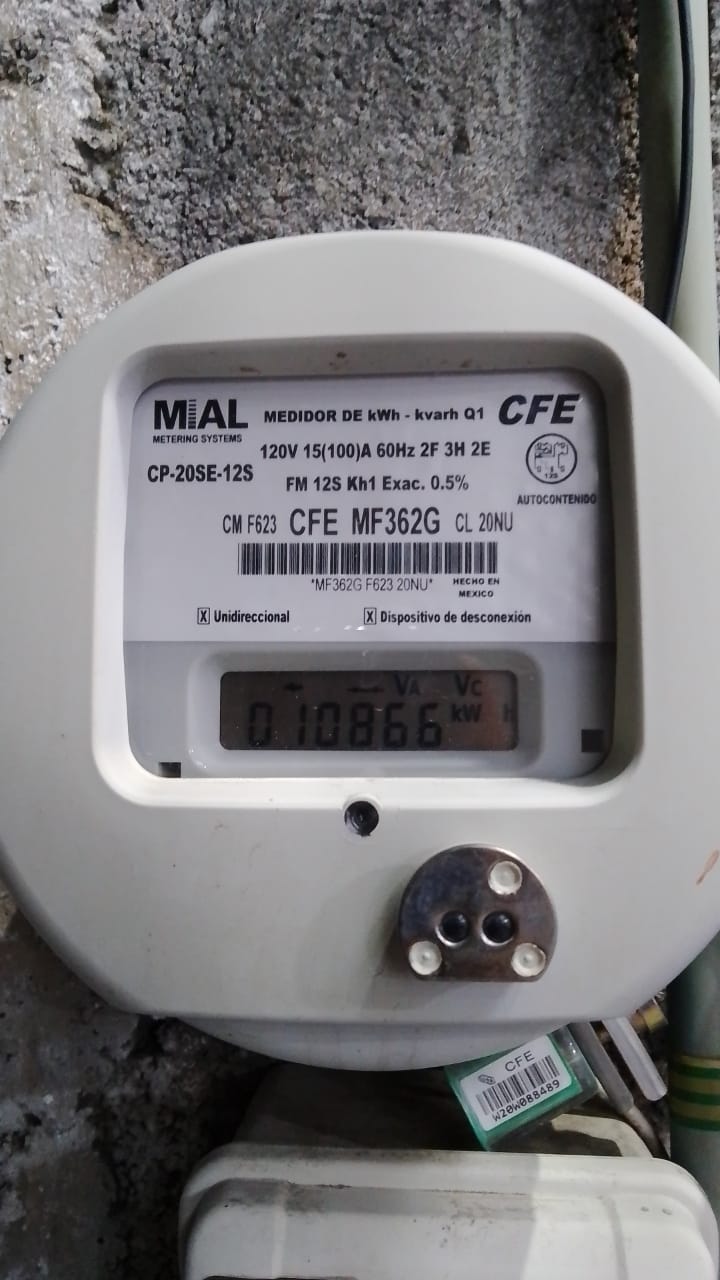 MIAL
METERING SYSTEMS
MEDIDOR DE kWh - kvarh Q1
CFE
120V 15(100)A 60Hz 2F 3H 2E
CP-20SE-12S
FM 12S Kh1 Exac. 0.5%
12S
AUTOCONTENIDO
CM F623 CFE MF362G CL 20NU
*MF362G F623 20NU*
HECHO EN
MEXICO
X Unidireccional
X Dispositivo de desconexión
VA VC
010866 kW h
CFE
W20W088489